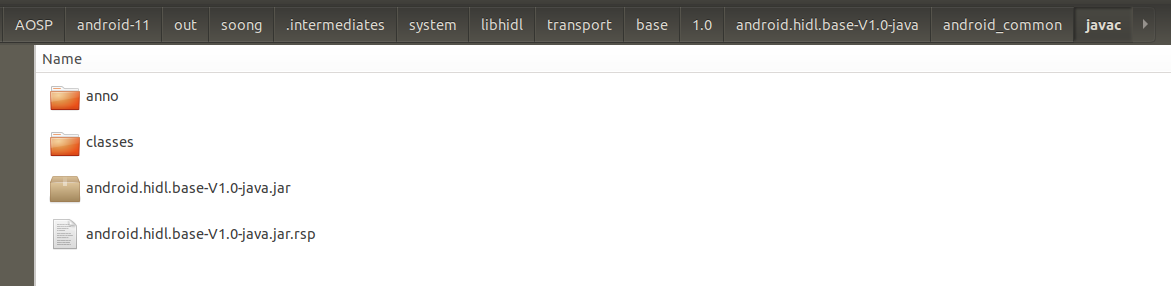 AOSP android-11 out soong .intermediates system libhidl transport base 1.0 android.hidl.base-V1.0-java android_common javac
Name
anno
classes
android.hidl.base-V1.0-java.jar
android.hidl.base-V1.0-java.jar.rsp